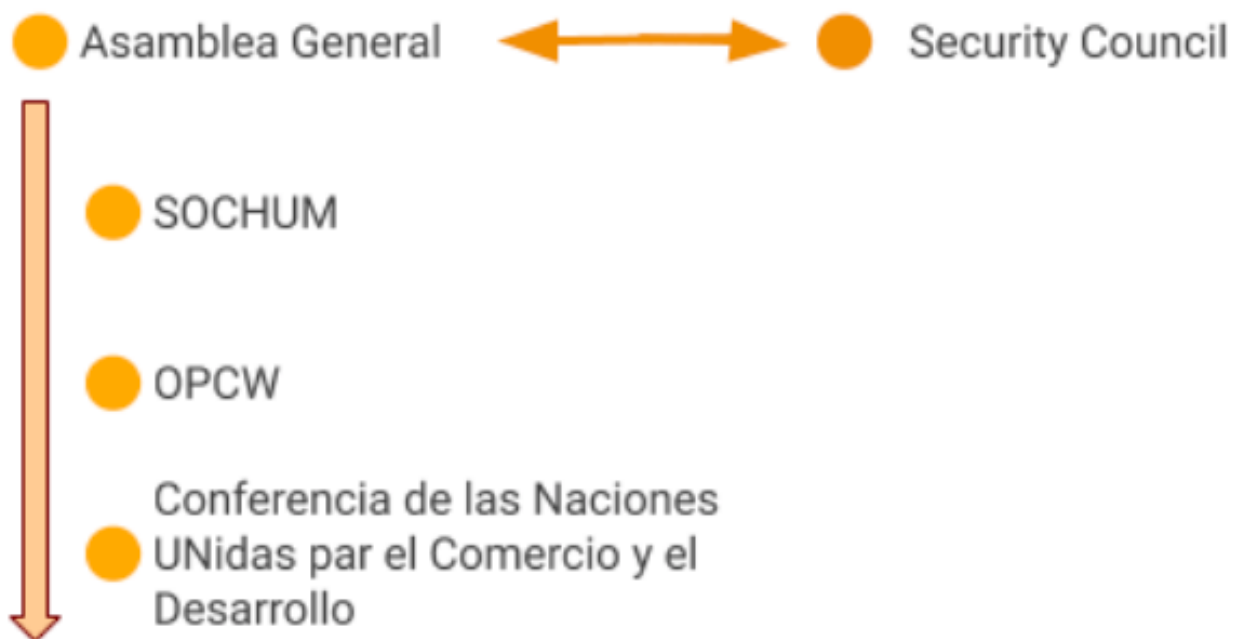 Asamblea General
Security Council
SOCHUM
OPCW
Conferencia de las Naciones
UNidas par el Comercio y el
Desarrollo